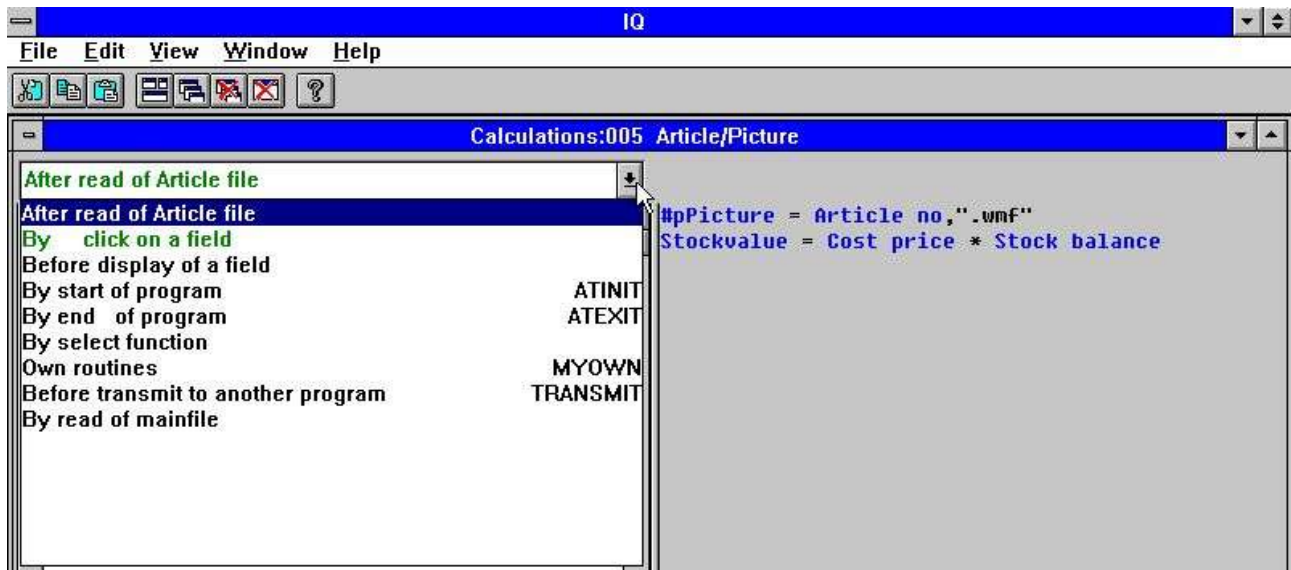 IQ
File Edit View Window Help
Calculations:005 Article/Picture
After read of Article file
After read of Article file
By click on a field
Before display of a field
By start of program ATINIT
By end of program ATEXIT
By select function
Own routines MYOWN
Before transmit to another program TRANSMIT
By read of mainfile
#pPicture = Article no,".wmf"
Stockvalue = Cost price * Stock balance